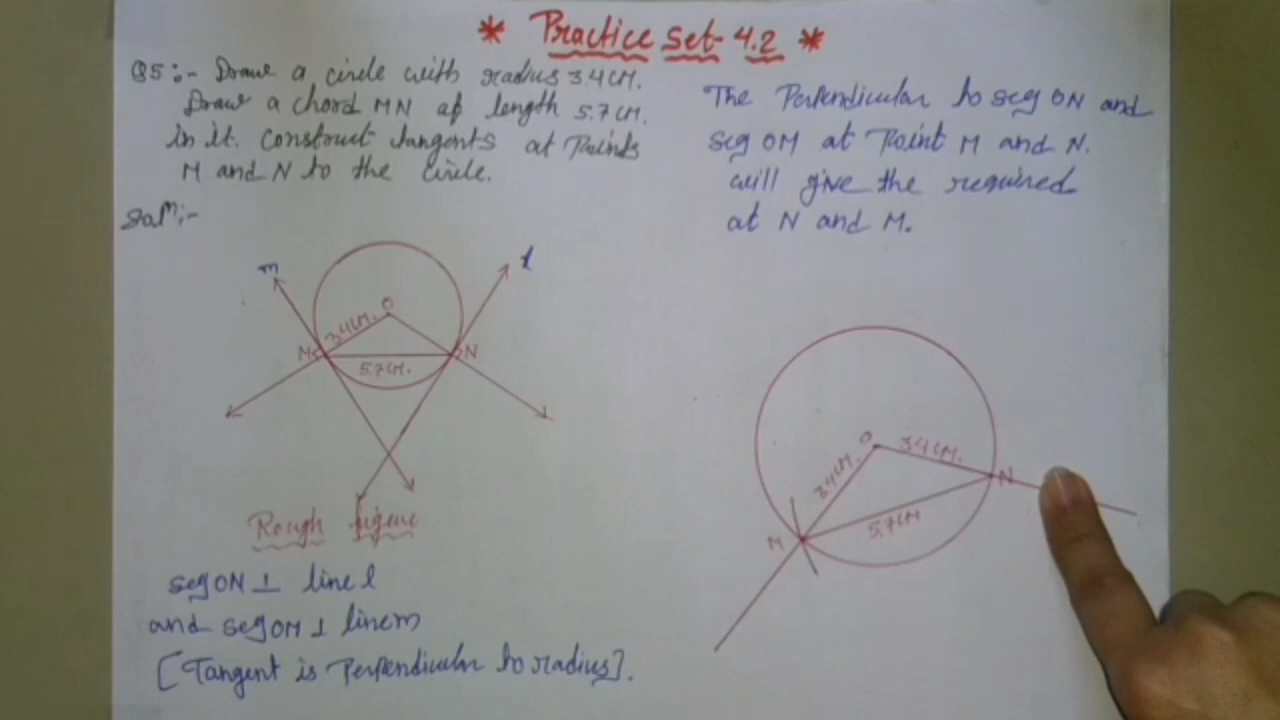 * Practice Set 4.2 *
Q5:- Draw a circle with radius 3.4 CM.
Draw a chord MN of length 5.7 CM.
in it. construct tangents at Points
M and N to the circle.
Sol^n:-
m
l
O
3.4 CM.
M
N
5.7 CM.
Rough figure
seg ON ⊥ line l
and seg OM ⊥ line m
[Tangent is Perpendicular to radius].
The Perpendicular to seg ON and
seg OM at Point M and N.
will give the required
at N and M.
O
3.4 CM.
3.4 CM.
N
M
5.7 CM